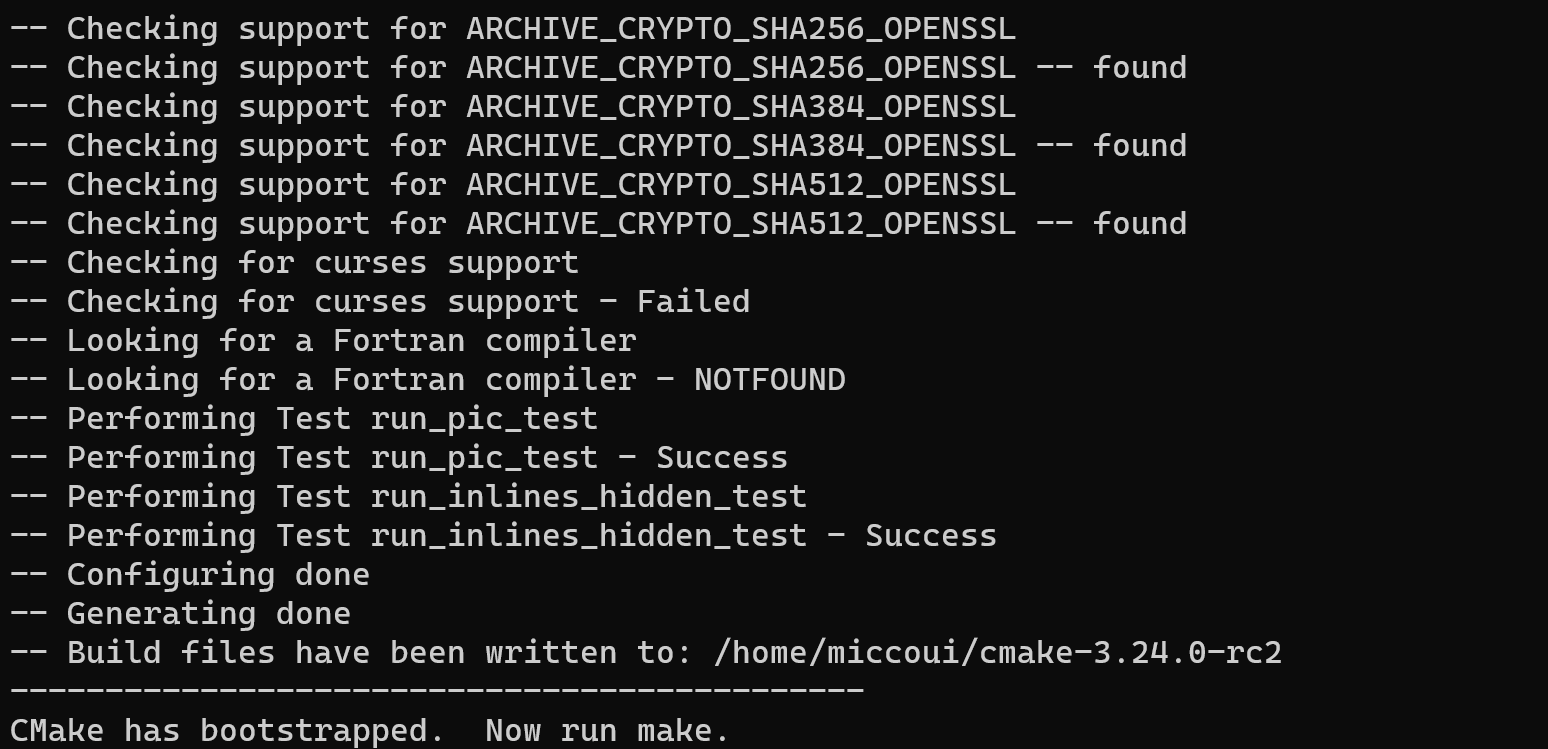 -- Checking support for ARCHIVE_CRYPTO_SHA256_OPENSSL
-- Checking support for ARCHIVE_CRYPTO_SHA256_OPENSSL -- found
-- Checking support for ARCHIVE_CRYPTO_SHA384_OPENSSL
-- Checking support for ARCHIVE_CRYPTO_SHA384_OPENSSL -- found
-- Checking support for ARCHIVE_CRYPTO_SHA512_OPENSSL
-- Checking support for ARCHIVE_CRYPTO_SHA512_OPENSSL -- found
-- Checking for curses support
-- Checking for curses support - Failed
-- Looking for a Fortran compiler
-- Looking for a Fortran compiler - NOTFOUND
-- Performing Test run_pic_test
-- Performing Test run_pic_test - Success
-- Performing Test run_inlines_hidden_test
-- Performing Test run_inlines_hidden_test - Success
-- Configuring done
-- Generating done
-- Build files have been written to: /home/miccoui/cmake-3.24.0-rc2
---------------------------------------------
CMake has bootstrapped.  Now run make.